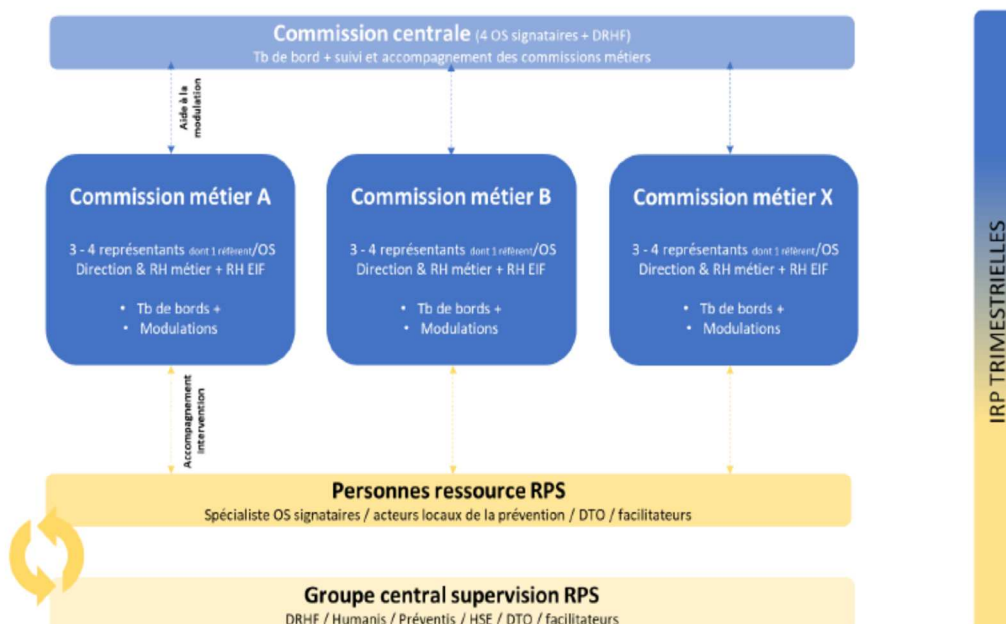 Commission centrale (4 OS signataires + DRHF)
Tb de bord + suivi et accompagnement des commissions métiers
Aide à la
modulation
Commission métier A
3 - 4 représentants dont 1 référent/OS
Direction & RH métier + RH EIF
• Tb de bords +
• Modulations
Commission métier B
3 - 4 représentants dont 1 référent/OS
Direction & RH métier + RH EIF
• Tb de bords +
• Modulations
Commission métier X
3 - 4 représentants dont 1 référent/OS
Direction & RH métier + RH EIF
• Tb de bords +
• Modulations
Accompagnement
intervention
Personnes ressource RPS
Spécialiste OS signataires / acteurs locaux de la prévention / DTO / facilitateurs
Groupe central supervision RPS
DRHF / Humanis / Préventis / HSE / DTO / facilitateurs
IRP TRIMESTRIELLES